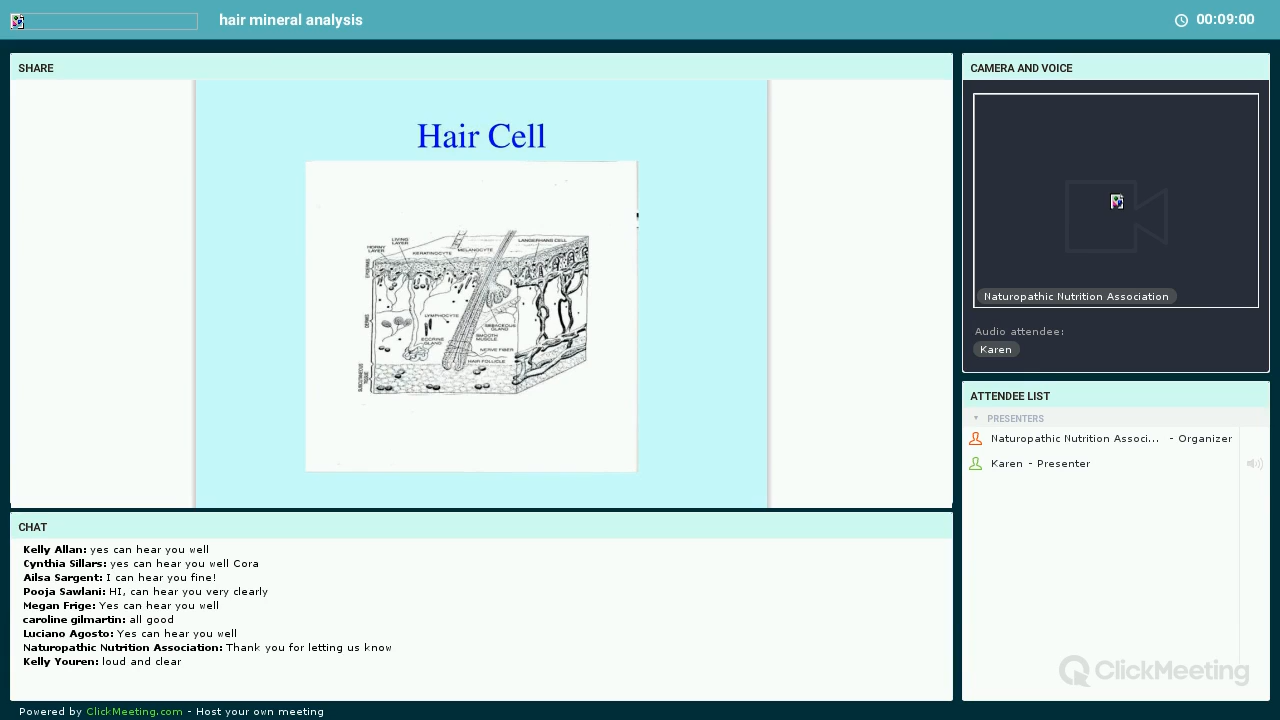 hair mineral analysis
00:09:00
SHARE
Hair Cell
LIVING
LAYER
HORNY
LAYER
KERATINOCYTE
MELANOCYTE
LANGERHANS CELL
EPIDERMIS
DERMIS
LYMPHOCYTE
ECCRINE
GLAND
SEBACEOUS
GLAND
SMOOTH
MUSCLE
NERVE FIBER
HAIR FOLLICLE
SUBCUTANEOUS
TISSUE
CAMERA AND VOICE
Naturopathic Nutrition Association
Audio attendee:
Karen
ATTENDEE LIST
PRESENTERS
Naturopathic Nutrition Associ... - Organizer
Karen - Presenter
ClickMeeting
CHAT
Kelly Allan: yes can hear you well
Cynthia Sillars: yes can hear you well Cora
Ailsa Sargent: I can hear you fine!
Pooja Sawlani: HI, can hear you very clearly
Megan Frige: Yes can hear you well
caroline gilmartin: all good
Luciano Agosto: Yes can hear you well
Naturopathic Nutrition Association: Thank you for letting us know
Kelly Youren: loud and clear
Powered by ClickMeeting.com - Host your own meeting